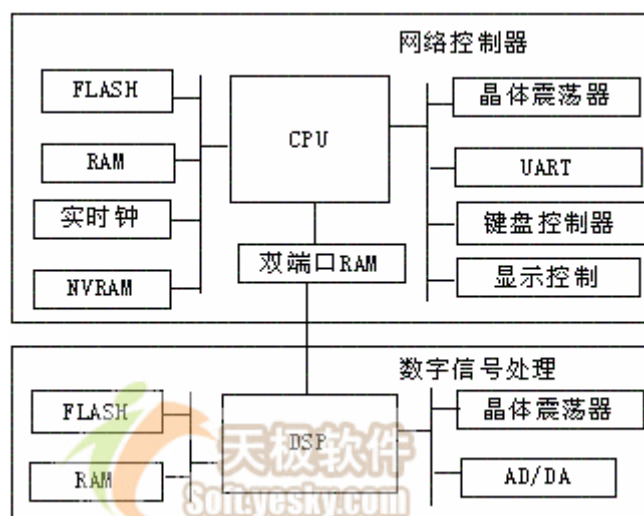 网络控制器
FLASH
RAM
实时钟
NVRAM
CPU
双端口RAM
晶体震荡器
UART
键盘控制器
显示控制
数字信号处理
FLASH
RAM
DSP
晶体震荡器
AD/DA
天极软件
Softyesky.com